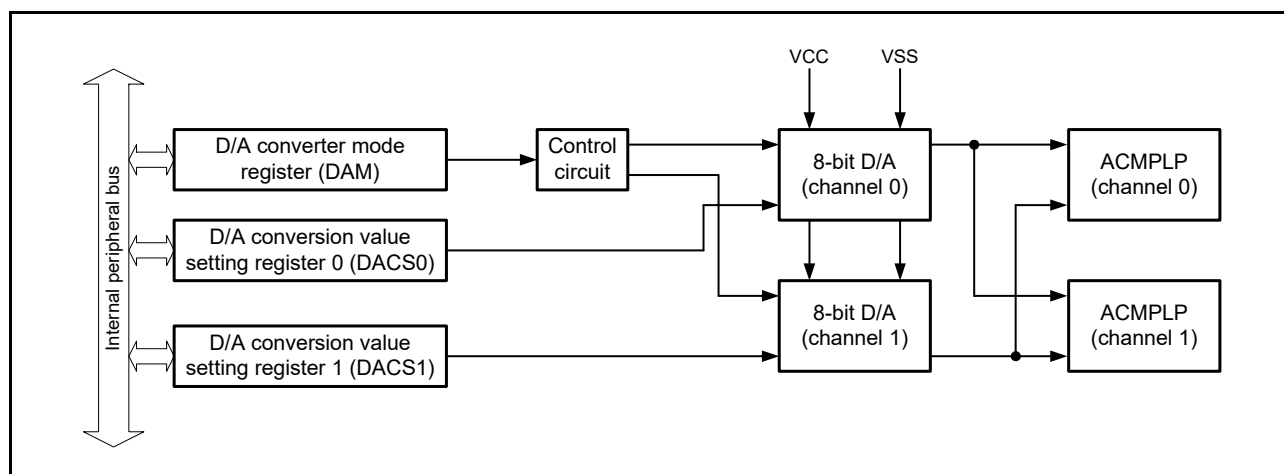 VCC
VSS
Internal peripheral bus
D/A converter mode
register (DAM)
Control
circuit
8-bit D/A
(channel 0)
ACMPLP
(channel 0)
D/A conversion value
setting register 0 (DACS0)
8-bit D/A
(channel 1)
ACMPLP
(channel 1)
D/A conversion value
setting register 1 (DACS1)